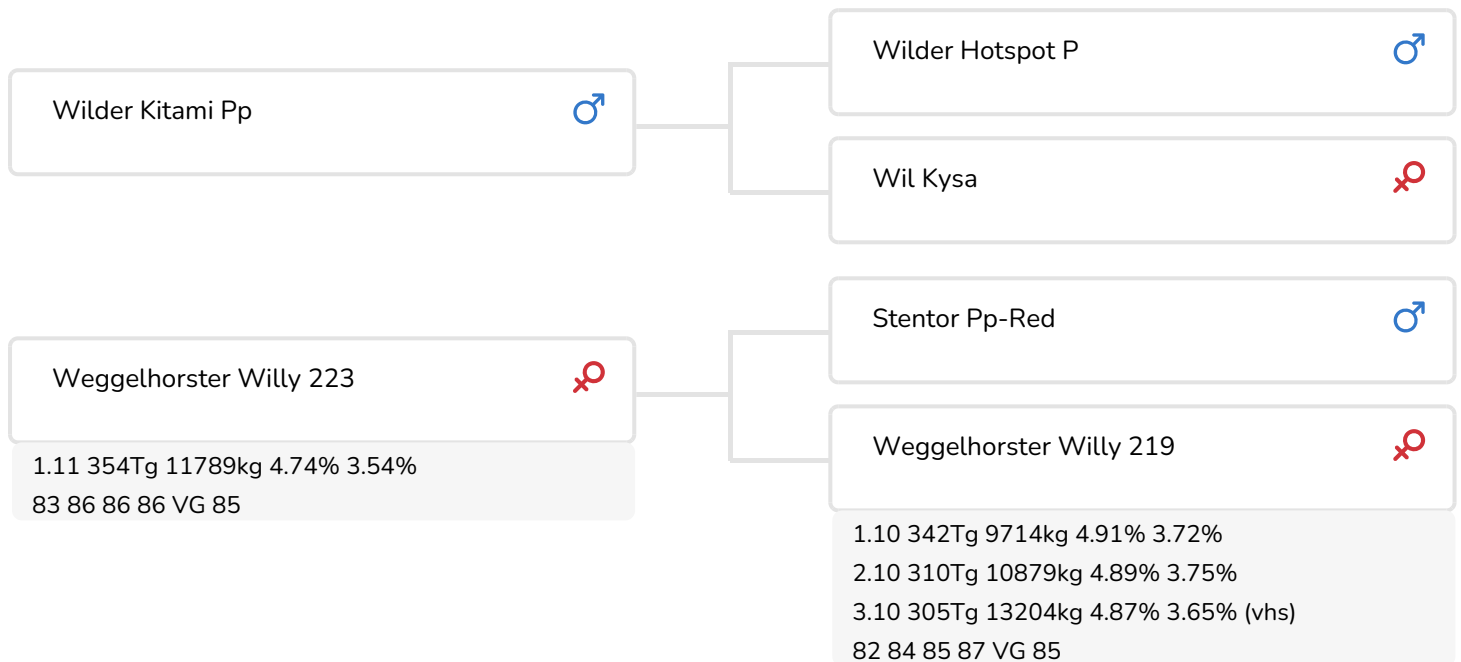 Wilder Kitami Pp
Wilder Hotspot P
Wil Kysa
Weggelhorster Willy 223
1.11 354Tg 11789kg 4.74% 3.54%
83 86 86 86 VG 85
Stentor Pp-Red
Weggelhorster Willy 219
1.10 342Tg 9714kg 4.91% 3.72%
2.10 310Tg 10879kg 4.89% 3.75%
3.10 305Tg 13204kg 4.87% 3.65% (vhs)
82 84 85 87 VG 85